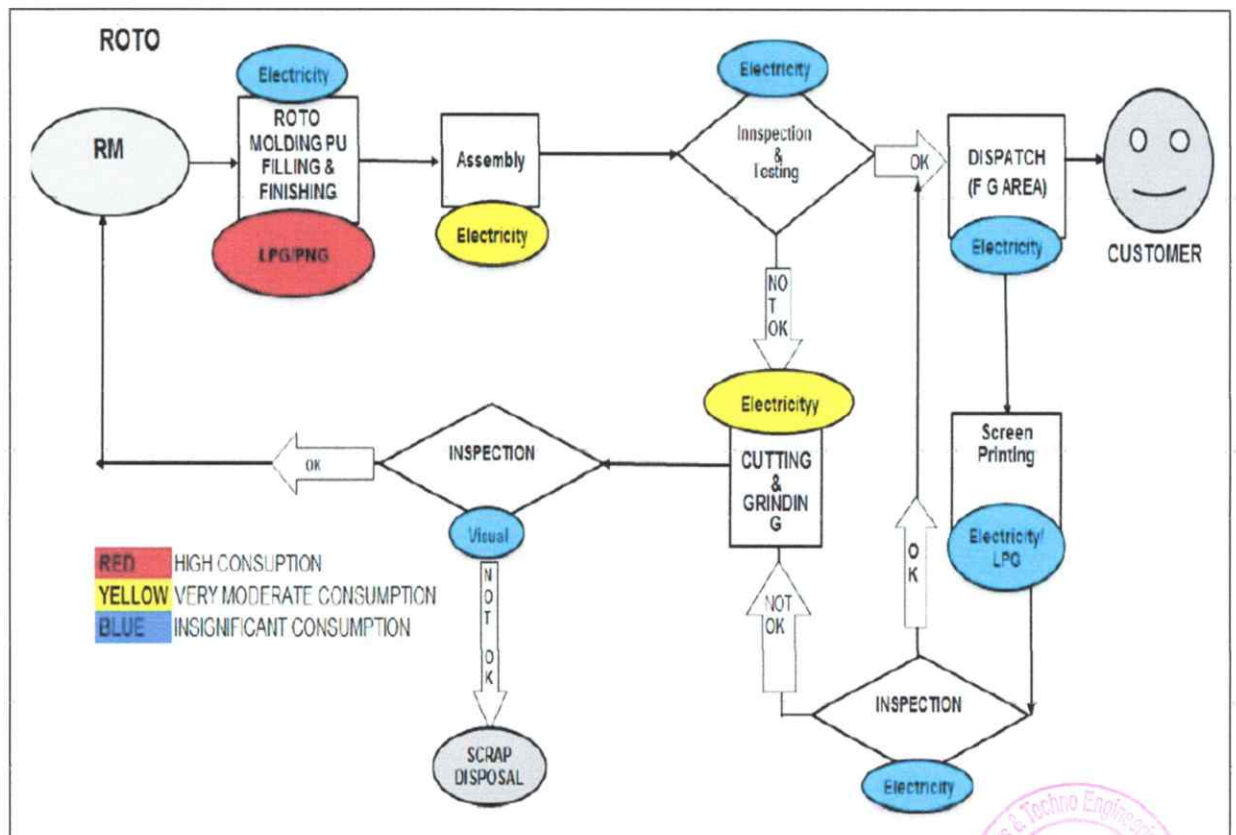 ROTO
Electricity
RM
ROTO
MOLDING PU
FILLING &
FINISHING
LPG/PNG
Assembly
Electricity
Electricity
Innspection
&
Testing
OK
DISPATCH
(F G AREA)
Electricity
CUSTOMER
NO
T
OK
Electricityy
CUTTING
&
GRINDIN
G
INSPECTION
OK
Visual
NOT OK
SCRAP
DISPOSAL
Screen
Printing
Electricity/
LPG
OK
NOT
OK
INSPECTION
Electricity
RED HIGH CONSUPTION
YELLOW VERY MODERATE CONSUMPTION
BLUE INSIGNIFICANT CONSUMPTION
s & Techno Engineeri